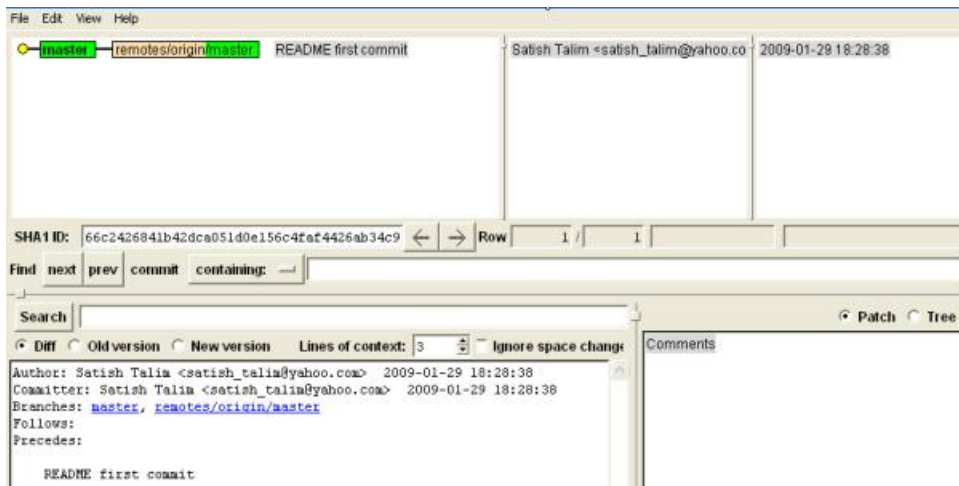 File Edit View Help
master remotes/origin/master README first commit Satish Talim <satish_talim@yahoo.co 2009-01-29 18:28:38
SHA1 ID: 66c2426841b42dca051d0e156c4faf4426ab34c9 Row 1 / 1
Find next prev commit containing:
Search
Patch Tree
Diff Old version New version Lines of context: 3 Ignore space change
Comments
Author: Satish Talim <satish_talim@yahoo.com> 2009-01-29 18:28:38
Committer: Satish Talim <satish_talim@yahoo.com> 2009-01-29 18:28:38
Branches: master, remotes/origin/master
Follows:
Precedes:
README first commit